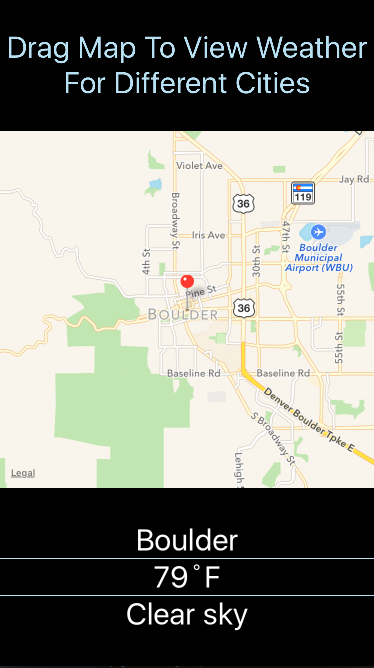 Drag Map To View Weather
For Different Cities
Violet Ave
Jay Rd
119
36
Broadway St
47th St
Iris Ave
4th St
30th St
Boulder
Municipal
Airport (WBU)
55th St
Pine St
BOULDER
36
55th St
Baseline Rd
Baseline Rd
Denver Boulder Tpke E
S Broadway St
Lehigh S
Legal
Boulder
79°F
Clear sky